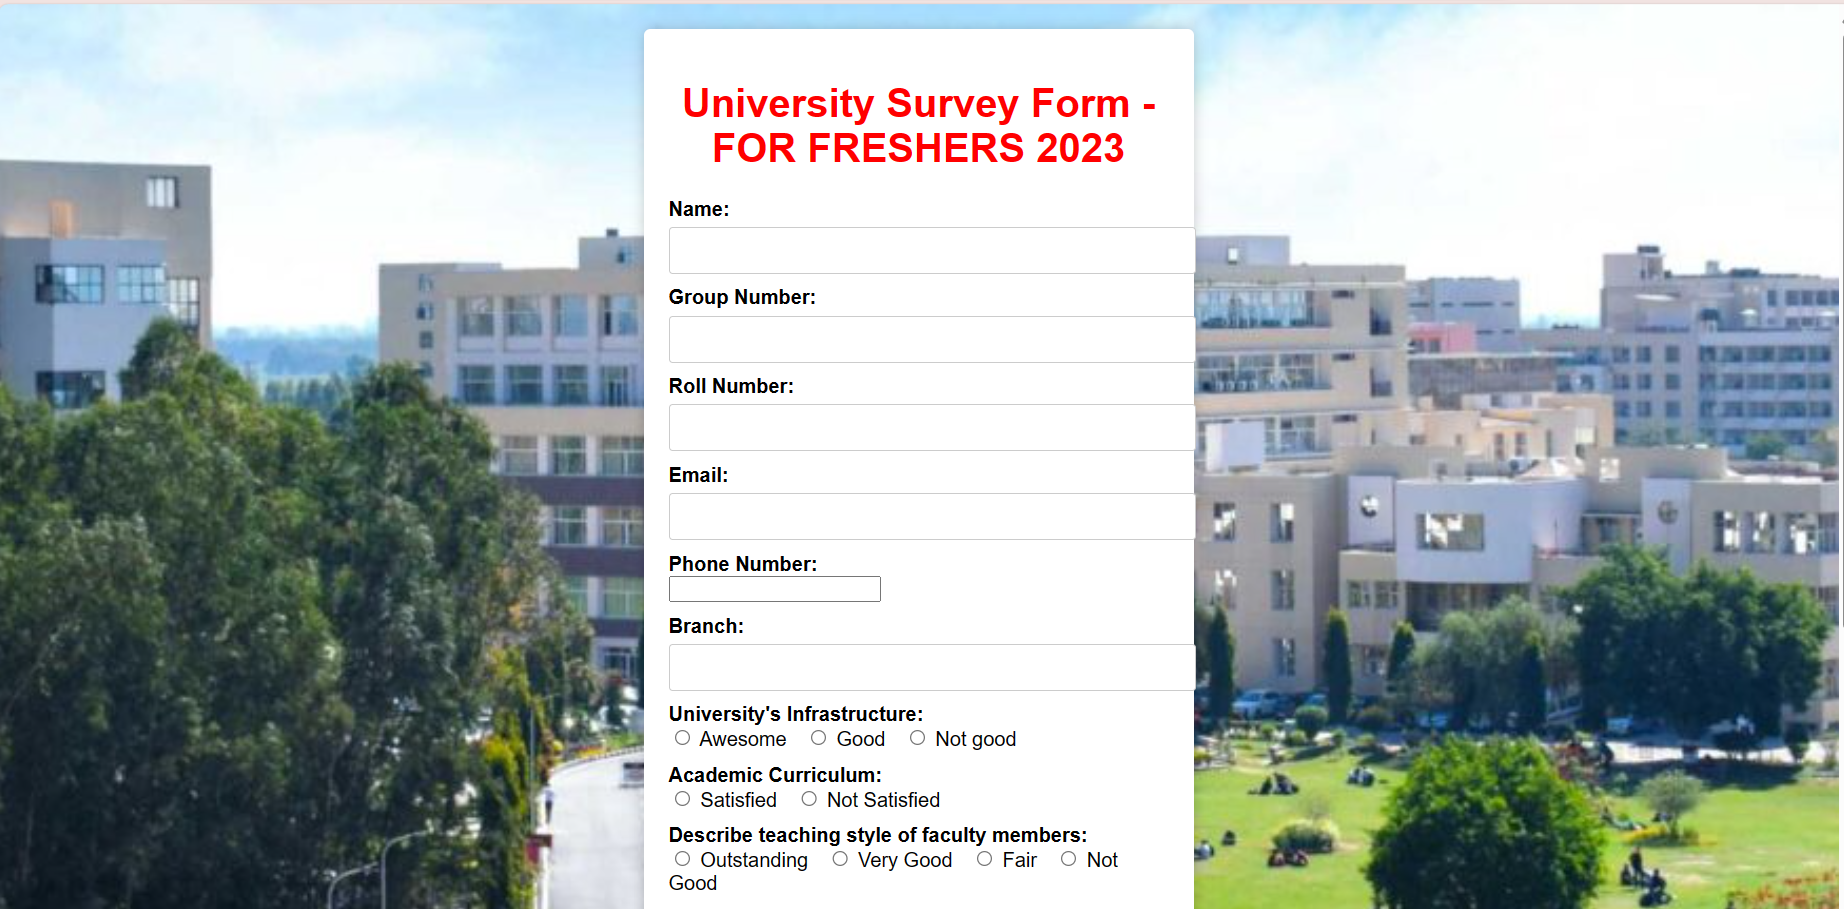 University Survey Form -
FOR FRESHERS 2023
Name:
Group Number:
Roll Number:
Email:
Phone Number:
Branch:
University's Infrastructure:
Awesome Good Not good
Academic Curriculum:
Satisfied Not Satisfied
Describe teaching style of faculty members:
Outstanding Very Good Fair Not
Good